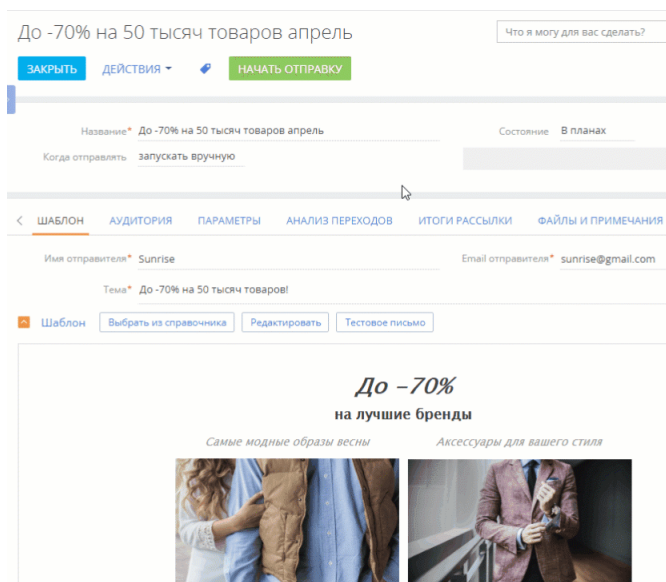 До -70% на 50 тысяч товаров апрель
Что я могу для вас сделать?
ЗАКРЫТЬ ДЕЙСТВИЯ НАЧАТЬ ОТПРАВКУ
Название* До -70% на 50 тысяч товаров апрель Состояние В планах
Когда отправлять запускать вручную
ШАБЛОН АУДИТОРИЯ ПАРАМЕТРЫ АНАЛИЗ ПЕРЕХОДОВ ИТОГИ РАССЫЛКИ ФАЙЛЫ И ПРИМЕЧАНИЯ
Имя отправителя* Sunrise Email отправителя* sunrise@gmail.com
Тема* До -70% на 50 тысяч товаров!
Шаблон Выбрать из справочника Редактировать Тестовое письмо
До –70%
на лучшие бренды
Самые модные образы весны Аксессуары для вашего стиля